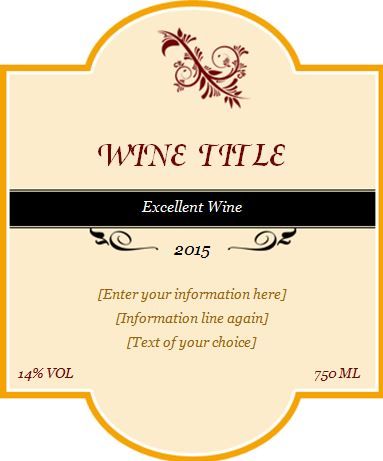 WINE TITLE
Excellent Wine
2015
[Enter your information here]
[Information line again]
[Text of your choice]
14% VOL 750 ML